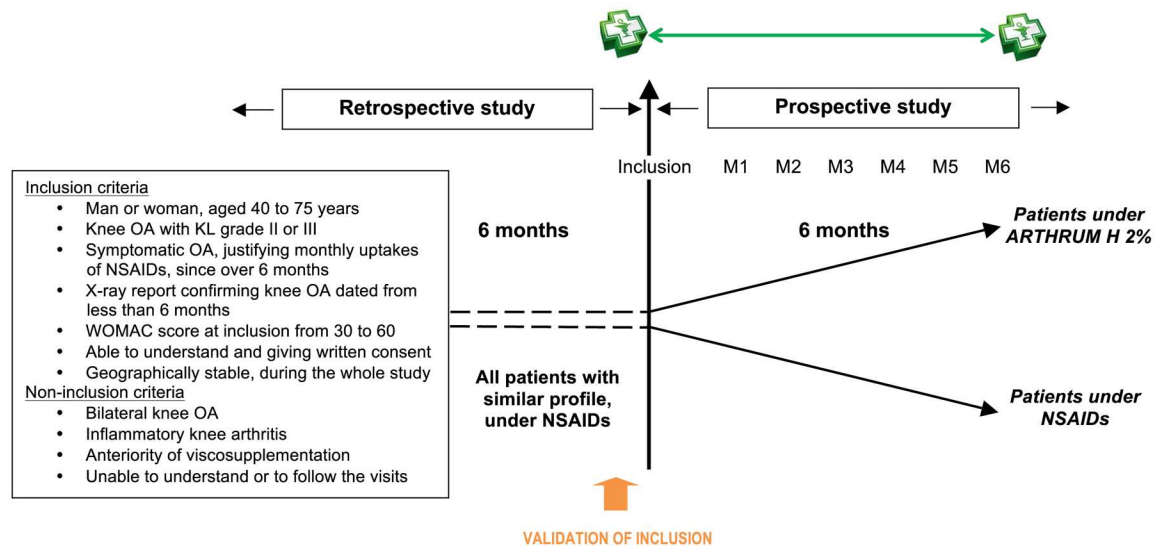 Retrospective study
Prospective study
Inclusion M1 M2 M3 M4 M5 M6
Inclusion criteria
• Man or woman, aged 40 to 75 years
• Knee OA with KL grade II or III
• Symptomatic OA, justifying monthly uptakes
of NSAIDs, since over 6 months
• X-ray report confirming knee OA dated from
less than 6 months
• WOMAC score at inclusion from 30 to 60
• Able to understand and giving written consent
• Geographically stable, during the whole study
Non-inclusion criteria
• Bilateral knee OA
• Inflammatory knee arthritis
• Anteriority of viscosupplementation
• Unable to understand or to follow the visits
6 months
All patients with
similar profile,
under NSAIDs
6 months
Patients under
ARTHRUM H 2%
Patients under
NSAIDs
VALIDATION OF INCLUSION